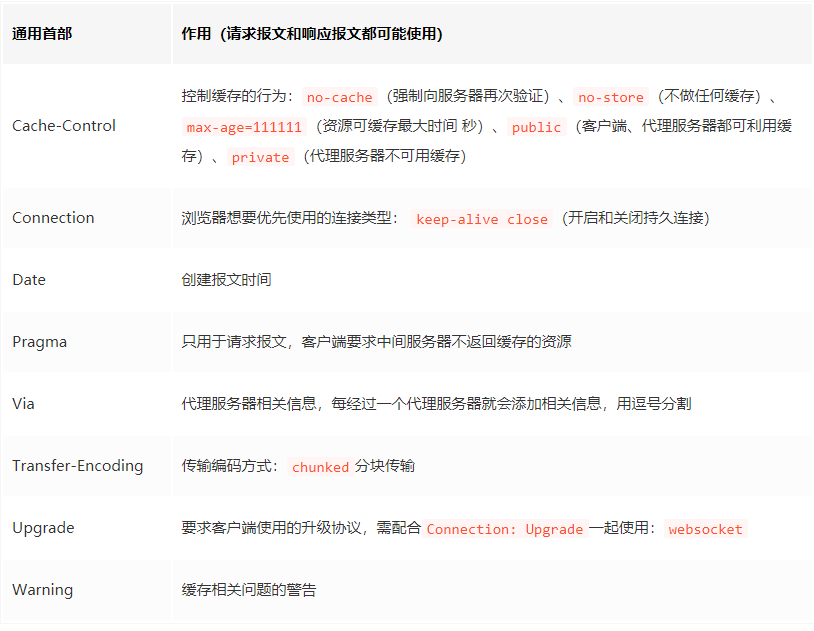 通用首部 作用（请求报文和响应报文都可能使用）
控制缓存的行为：no-cache（强制向服务器再次验证）、no-store（不做任何缓存）、
Cache-Control max-age=111111（资源可缓存最大时间 秒）、public（客户端、代理服务器都可利用缓
存）、private（代理服务器不可用缓存）
Connection 浏览器想要优先使用的连接类型： keep-alive close（开启和关闭持久连接）
Date 创建报文时间
Pragma 只用于请求报文，客户端要求中间服务器不返回缓存的资源
Via 代理服务器相关信息，每经过一个代理服务器就会添加相关信息，用逗号分割
Transfer-Encoding 传输编码方式：chunked 分块传输
Upgrade 要求客户端使用的升级协议，需配合 Connection: Upgrade 一起使用：websocket
Warning 缓存相关问题的警告